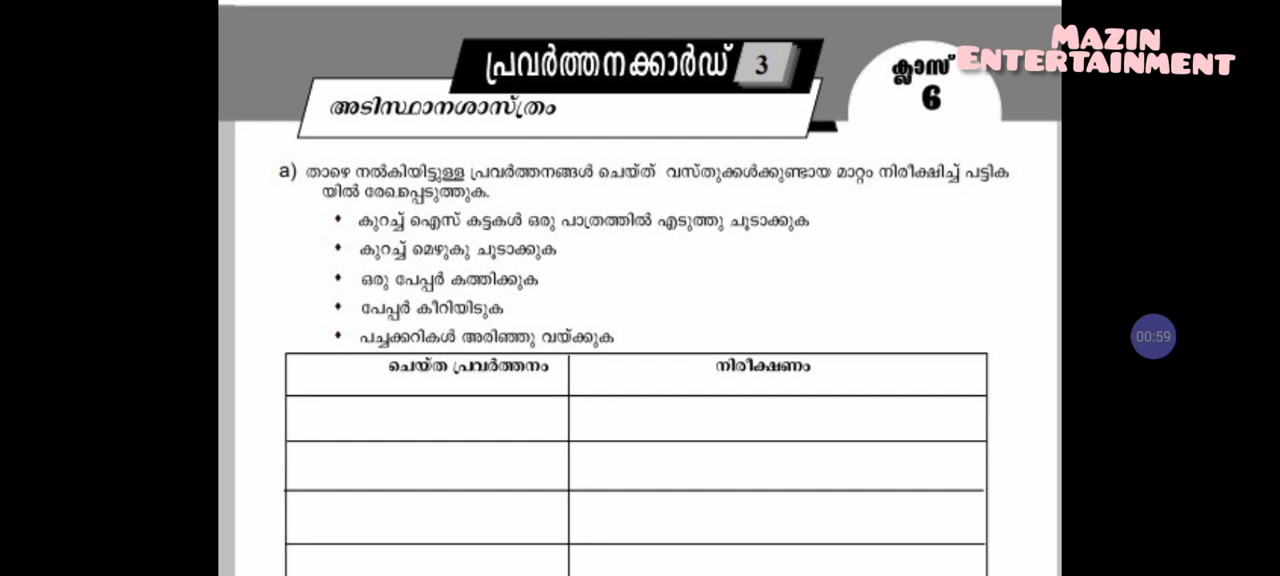 MAZIN
ENTERTAINMENT
പ്രവർത്തനക്കാർഡ് 3
ക്ലാസ്
6
അടിസ്ഥാനശാസ്ത്രം
a) താഴെ നൽകിയിട്ടുള്ള പ്രവർത്തനങ്ങൾ ചെയ്ത് വസ്തുക്കൾക്കുണ്ടായ മാറ്റം നിരീക്ഷിച്ച് പട്ടിക
യിൽ രേഖപ്പെടുത്തുക.
• കുറച്ച് ഐസ് കട്ടകൾ ഒരു പാത്രത്തിൽ എടുത്തു ചൂടാക്കുക
• കുറച്ച് മെഴുകു ചൂടാക്കുക
• ഒരു പേപ്പർ കത്തിക്കുക
• പേപ്പർ കീറിയിടുക
• പച്ചക്കറികൾ അരിഞ്ഞു വയ്ക്കുക
ചെയ്ത പ്രവർത്തനം നിരീക്ഷണം
00:59